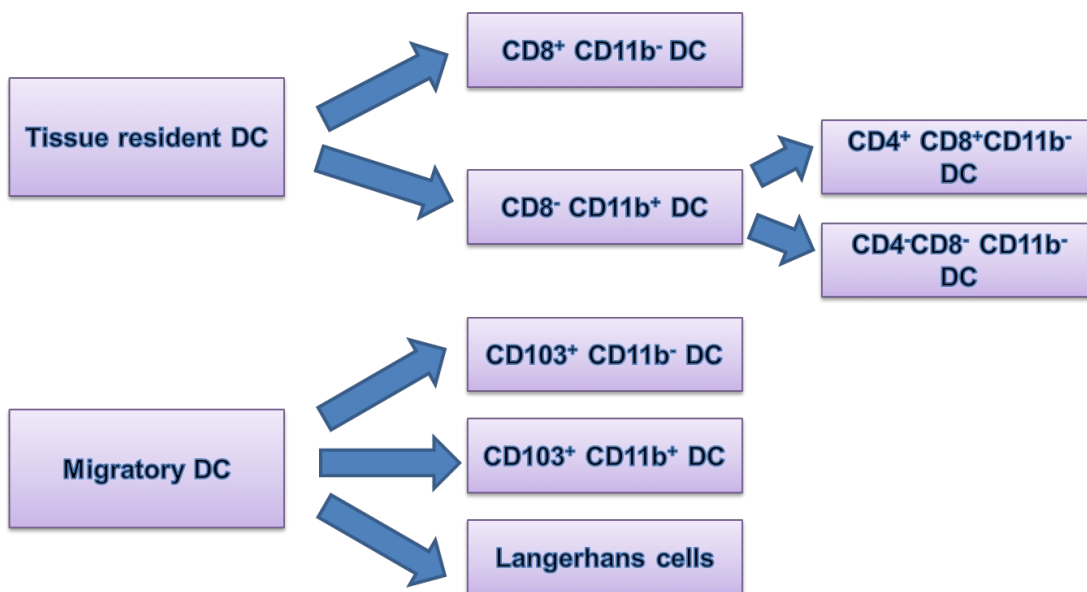 Tissue resident DC
CD8⁺ CD11b⁻ DC
CD8⁻ CD11b⁺ DC
CD4⁺ CD8⁺CD11b⁻
DC
CD4⁻CD8⁻ CD11b⁻
DC
Migratory DC
CD103⁺ CD11b⁻ DC
CD103⁺ CD11b⁺ DC
Langerhans cells